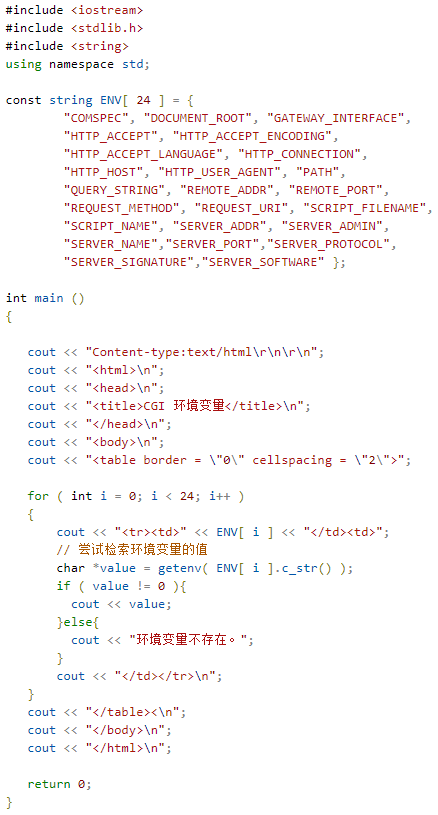 #include <iostream>
#include <stdlib.h>
#include <string>
using namespace std;

const string ENV[ 24 ] = {
        "COMSPEC", "DOCUMENT_ROOT", "GATEWAY_INTERFACE",
        "HTTP_ACCEPT", "HTTP_ACCEPT_ENCODING",
        "HTTP_ACCEPT_LANGUAGE", "HTTP_CONNECTION",
        "HTTP_HOST", "HTTP_USER_AGENT", "PATH",
        "QUERY_STRING", "REMOTE_ADDR", "REMOTE_PORT",
        "REQUEST_METHOD", "REQUEST_URI", "SCRIPT_FILENAME",
        "SCRIPT_NAME", "SERVER_ADDR", "SERVER_ADMIN",
        "SERVER_NAME","SERVER_PORT","SERVER_PROTOCOL",
        "SERVER_SIGNATURE","SERVER_SOFTWARE" };

int main ()
{

   cout << "Content-type:text/html\r\n\r\n";
   cout << "<html>\n";
   cout << "<head>\n";
   cout << "<title>CGI 环境变量</title>\n";
   cout << "</head>\n";
   cout << "<body>\n";
   cout << "<table border = \"0\" cellspacing = \"2\">";

   for ( int i = 0; i < 24; i++ )
   {
       cout << "<tr><td>" << ENV[ i ] << "</td><td>";
       // 尝试检索环境变量的值
       char *value = getenv( ENV[ i ].c_str() );
       if ( value != 0 ){
         cout << value;
       }else{
         cout << "环境变量不存在。";
       }
       cout << "</td></tr>\n";
   }
   cout << "</table><\n";
   cout << "</body>\n";
   cout << "</html>\n";

   return 0;
}